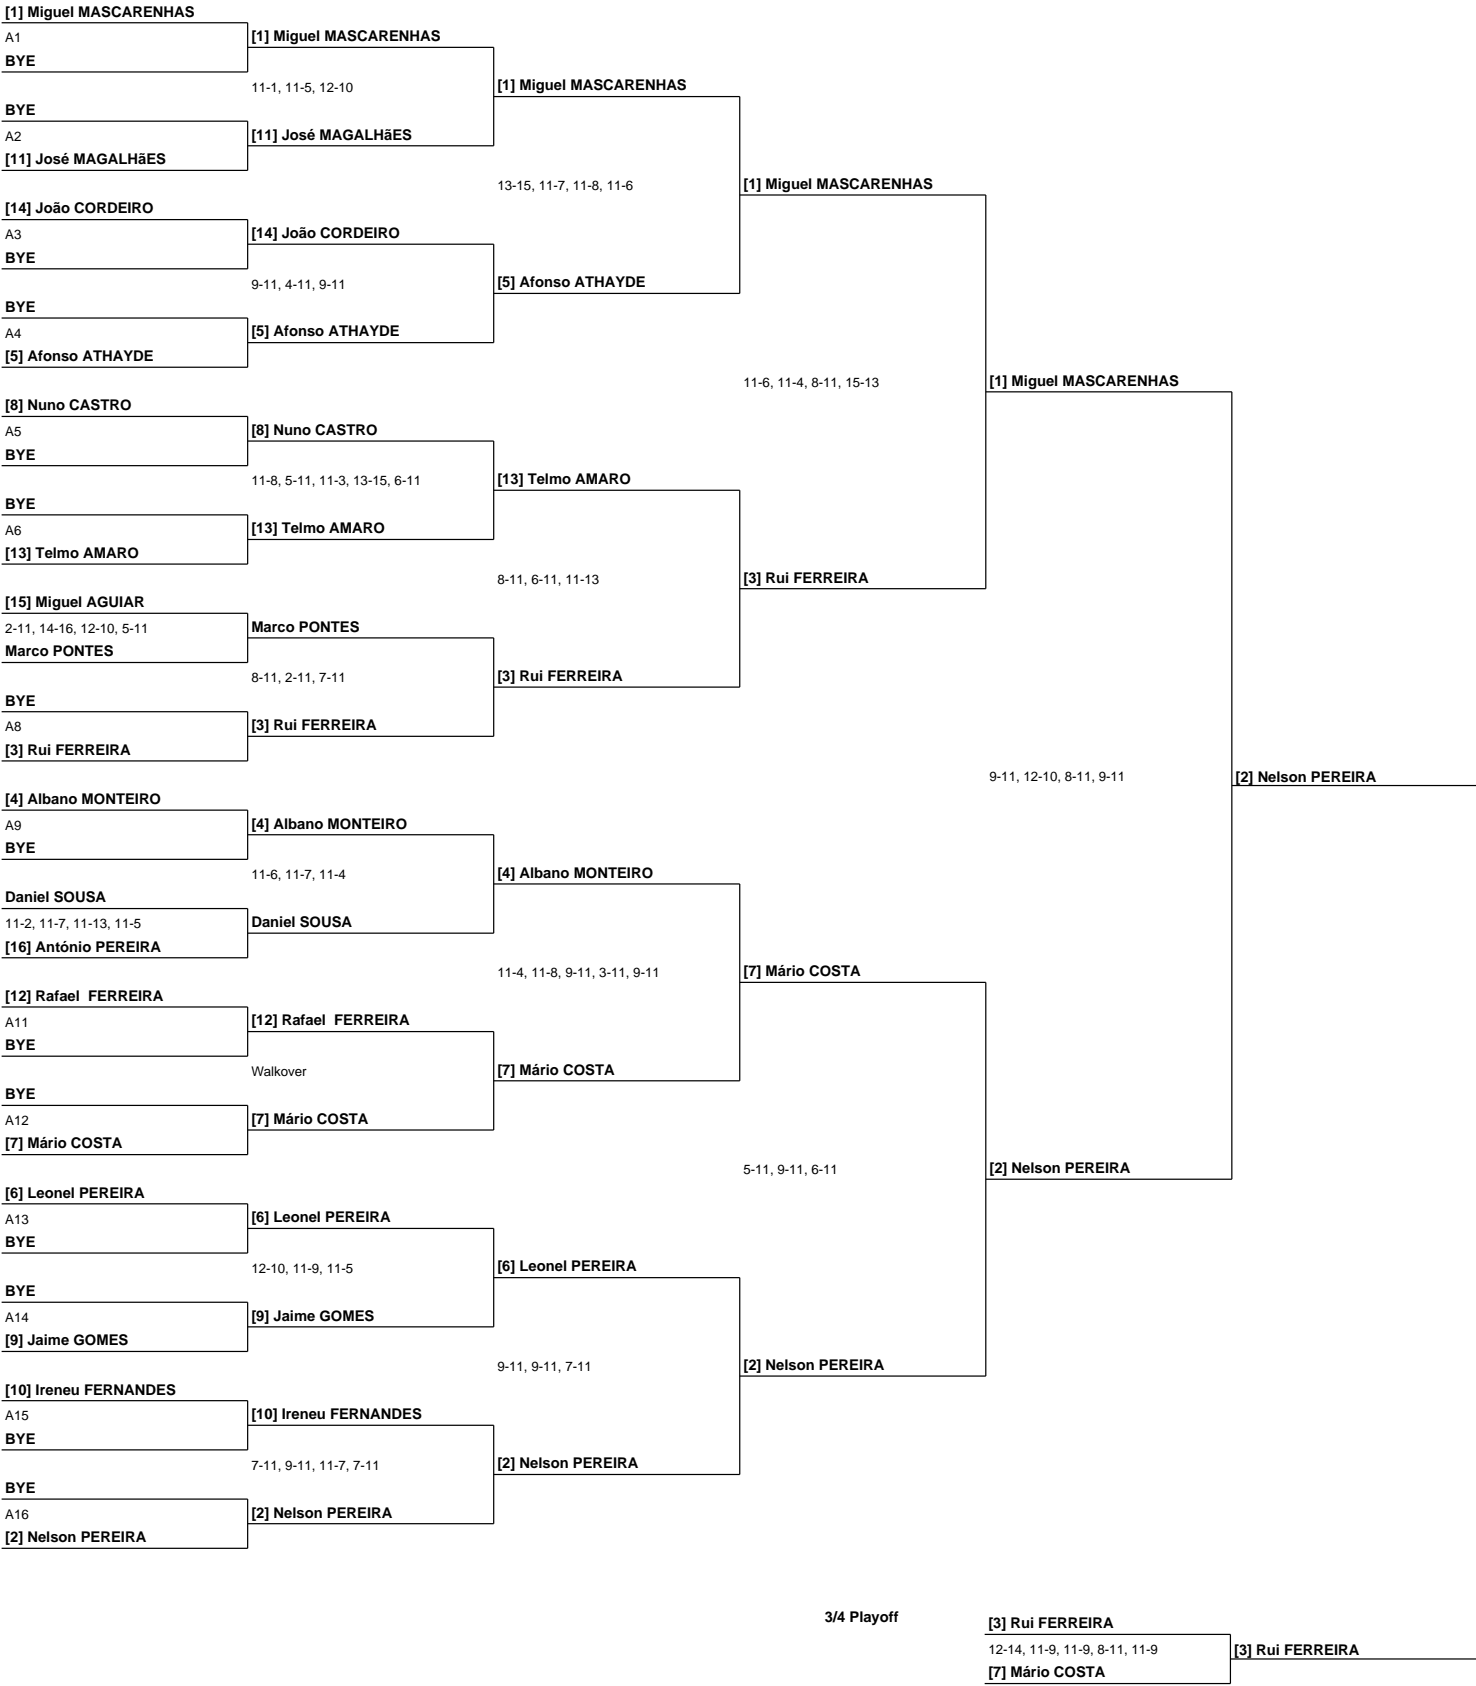 [1] Miguel MASCARENHAS
A1
BYE
BYE
A2
[11] José MAGALHãES
[14] João CORDEIRO
A3
BYE
BYE
A4
[5] Afonso ATHAYDE
[8] Nuno CASTRO
A5
BYE
BYE
A6
[13] Telmo AMARO
[15] Miguel AGUIAR
2-11, 14-16, 12-10, 5-11
Marco PONTES
BYE
A8
[3] Rui FERREIRA
[4] Albano MONTEIRO
A9
BYE
Daniel SOUSA
11-2, 11-7, 11-13, 11-5
[16] António PEREIRA
[12] Rafael  FERREIRA
A11
BYE
BYE
A12
[7] Mário COSTA
[6] Leonel PEREIRA
A13
BYE
BYE
A14
[9] Jaime GOMES
[10] Ireneu FERNANDES
A15
BYE
BYE
A16
[2] Nelson PEREIRA
[1] Miguel MASCARENHAS
11-1, 11-5, 12-10
[11] José MAGALHãES
[14] João CORDEIRO
9-11, 4-11, 9-11
[5] Afonso ATHAYDE
[8] Nuno CASTRO
11-8, 5-11, 11-3, 13-15, 6-11
[13] Telmo AMARO
Marco PONTES
8-11, 2-11, 7-11
[3] Rui FERREIRA
[4] Albano MONTEIRO
11-6, 11-7, 11-4
Daniel SOUSA
[12] Rafael  FERREIRA
Walkover
[7] Mário COSTA
[6] Leonel PEREIRA
12-10, 11-9, 11-5
[9] Jaime GOMES
[10] Ireneu FERNANDES
7-11, 9-11, 11-7, 7-11
[2] Nelson PEREIRA
[1] Miguel MASCARENHAS
13-15, 11-7, 11-8, 11-6
[5] Afonso ATHAYDE
[13] Telmo AMARO
8-11, 6-11, 11-13
[3] Rui FERREIRA
[4] Albano MONTEIRO
11-4, 11-8, 9-11, 3-11, 9-11
[7] Mário COSTA
[6] Leonel PEREIRA
9-11, 9-11, 7-11
[2] Nelson PEREIRA
[1] Miguel MASCARENHAS
11-6, 11-4, 8-11, 15-13
[3] Rui FERREIRA
[7] Mário COSTA
5-11, 9-11, 6-11
[2] Nelson PEREIRA
[1] Miguel MASCARENHAS
9-11, 12-10, 8-11, 9-11
[2] Nelson PEREIRA
[2] Nelson PEREIRA
3/4 Playoff
[3] Rui FERREIRA
12-14, 11-9, 11-9, 8-11, 11-9
[7] Mário COSTA
[3] Rui FERREIRA